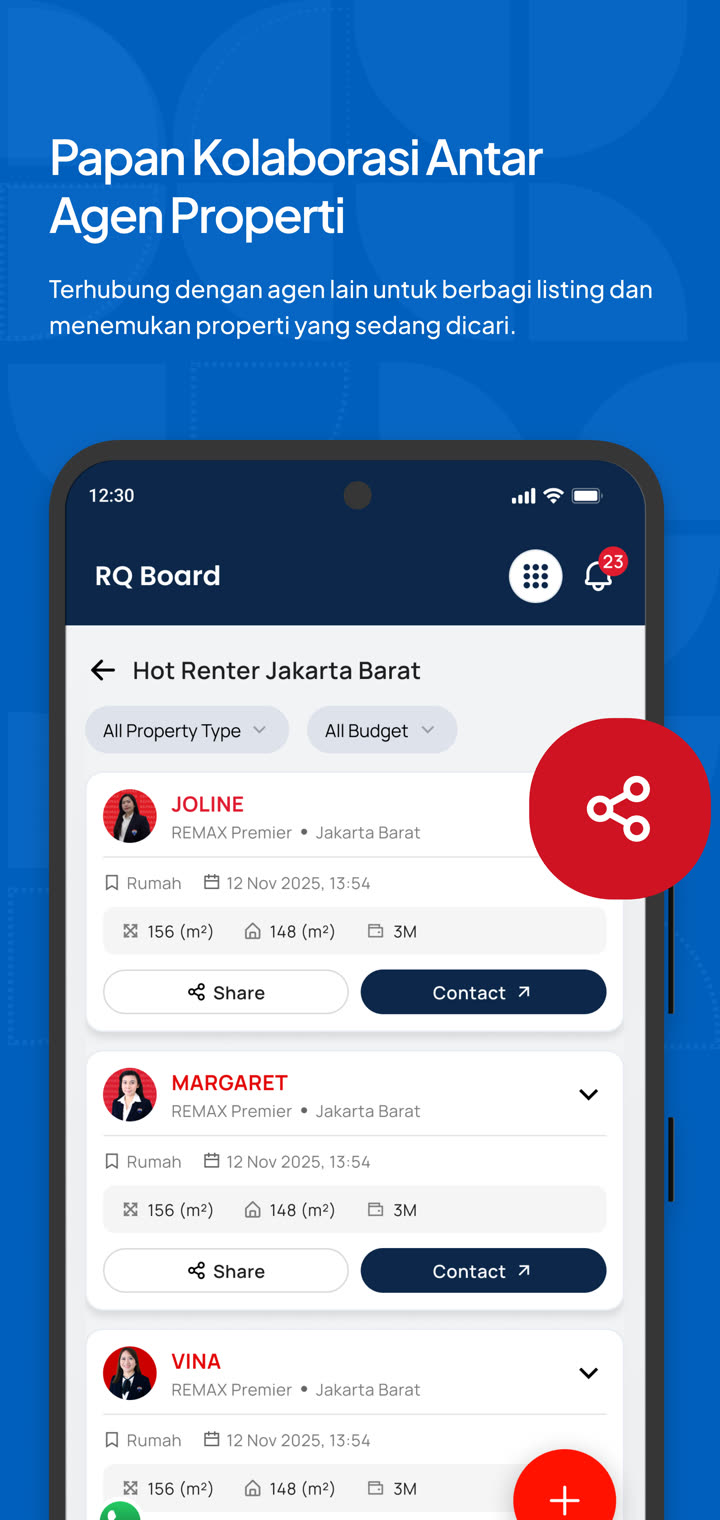 Papan Kolaborasi Antar
Agen Properti
Terhubung dengan agen lain untuk berbagi listing dan
menemukan properti yang sedang dicari.
12:30
RQ Board
23
Hot Renter Jakarta Barat
All Property Type
All Budget
JOLINE
REMAX Premier • Jakarta Barat
Rumah 12 Nov 2025, 13:54
156 (m²) 148 (m²) 3M
Share
Contact
MARGARET
REMAX Premier • Jakarta Barat
Rumah 12 Nov 2025, 13:54
156 (m²) 148 (m²) 3M
Share
Contact
VINA
REMAX Premier • Jakarta Barat
Rumah 12 Nov 2025, 13:54
156 (m²) 148 (m²) 3M